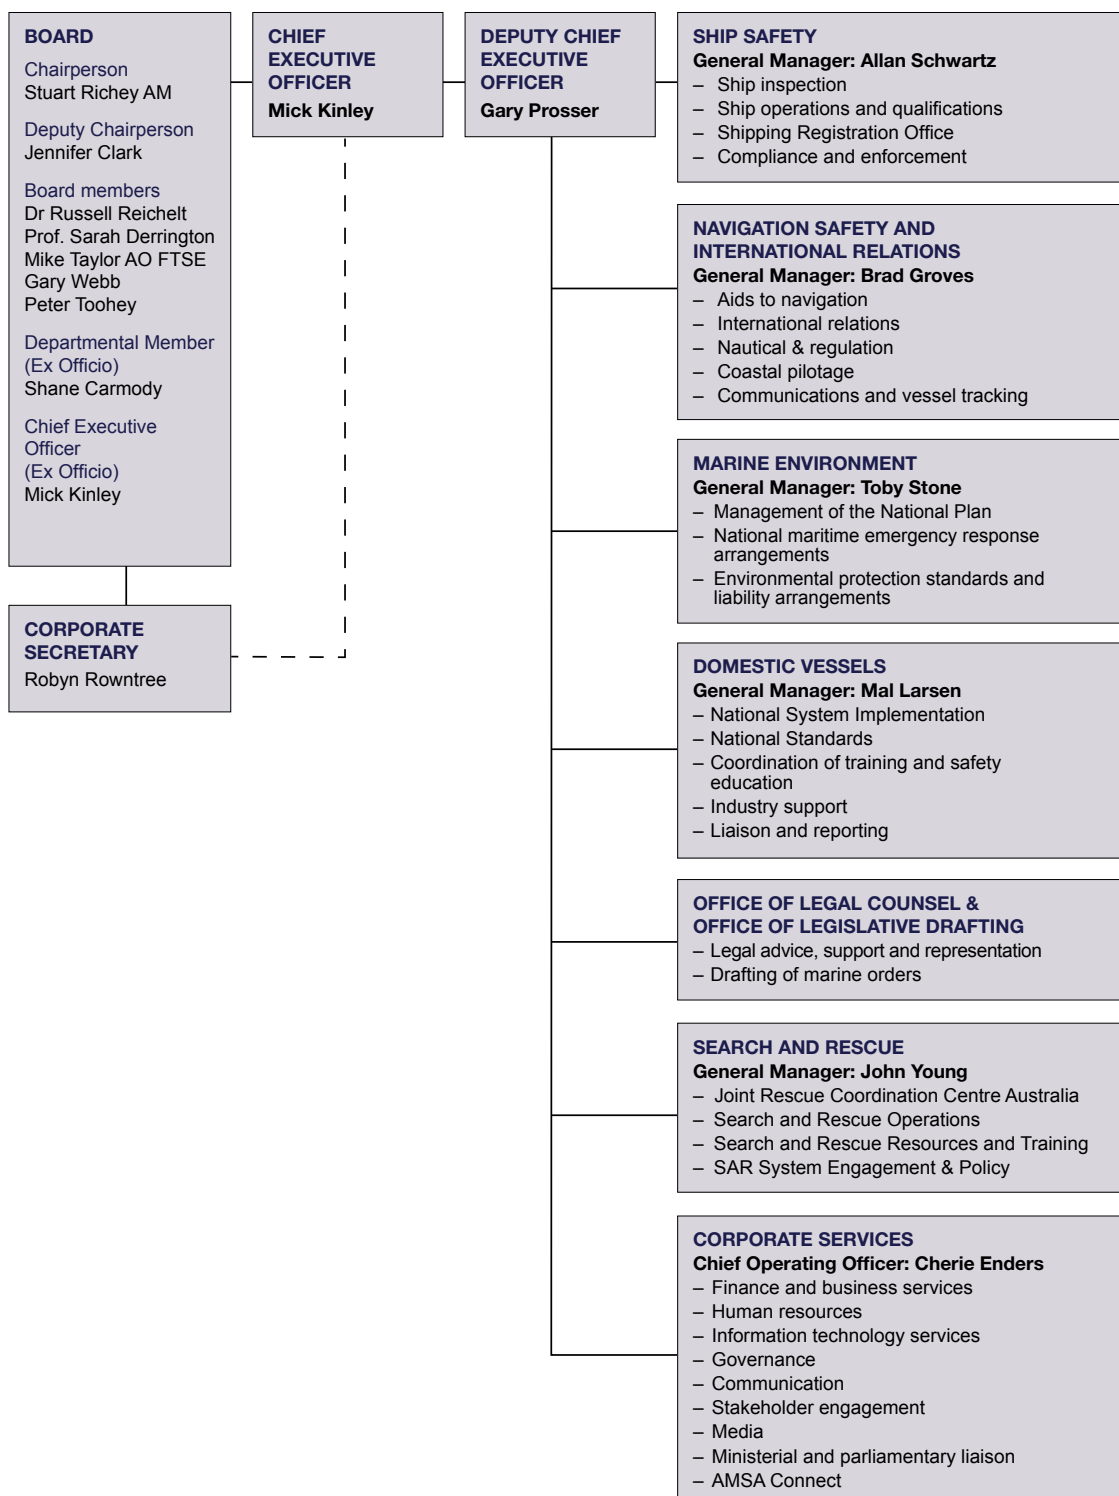 BOARD
Chairperson
Stuart Richey AM
Deputy Chairperson
Jennifer Clark
Board members
Dr Russell Reichelt
Prof. Sarah Derrington
Mike Taylor AO FTSE
Gary Webb
Peter Toohey
Departmental Member
(Ex Officio)
Shane Carmody
Chief Executive
Officer
(Ex Officio)
Mick Kinley
CORPORATE
SECRETARY
Robyn Rowntree
CHIEF
EXECUTIVE
OFFICER
Mick Kinley
DEPUTY CHIEF
EXECUTIVE
OFFICER
Gary Prosser
SHIP SAFETY
General Manager: Allan Schwartz
– Ship inspection
– Ship operations and qualifications
– Shipping Registration Office
– Compliance and enforcement
NAVIGATION SAFETY AND
INTERNATIONAL RELATIONS
General Manager: Brad Groves
– Aids to navigation
– International relations
– Nautical & regulation
– Coastal pilotage
– Communications and vessel tracking
MARINE ENVIRONMENT
General Manager: Toby Stone
– Management of the National Plan
– National maritime emergency response
arrangements
– Environmental protection standards and
liability arrangements
DOMESTIC VESSELS
General Manager: Mal Larsen
– National System Implementation
– National Standards
– Coordination of training and safety
education
– Industry support
– Liaison and reporting
OFFICE OF LEGAL COUNSEL &
OFFICE OF LEGISLATIVE DRAFTING
– Legal advice, support and representation
– Drafting of marine orders
SEARCH AND RESCUE
General Manager: John Young
– Joint Rescue Coordination Centre Australia
– Search and Rescue Operations
– Search and Rescue Resources and Training
– SAR System Engagement & Policy
CORPORATE SERVICES
Chief Operating Officer: Cherie Enders
– Finance and business services
– Human resources
– Information technology services
– Governance
– Communication
– Stakeholder engagement
– Media
– Ministerial and parliamentary liaison
– AMSA Connect